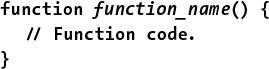 function function_name() {
// Function code.
}